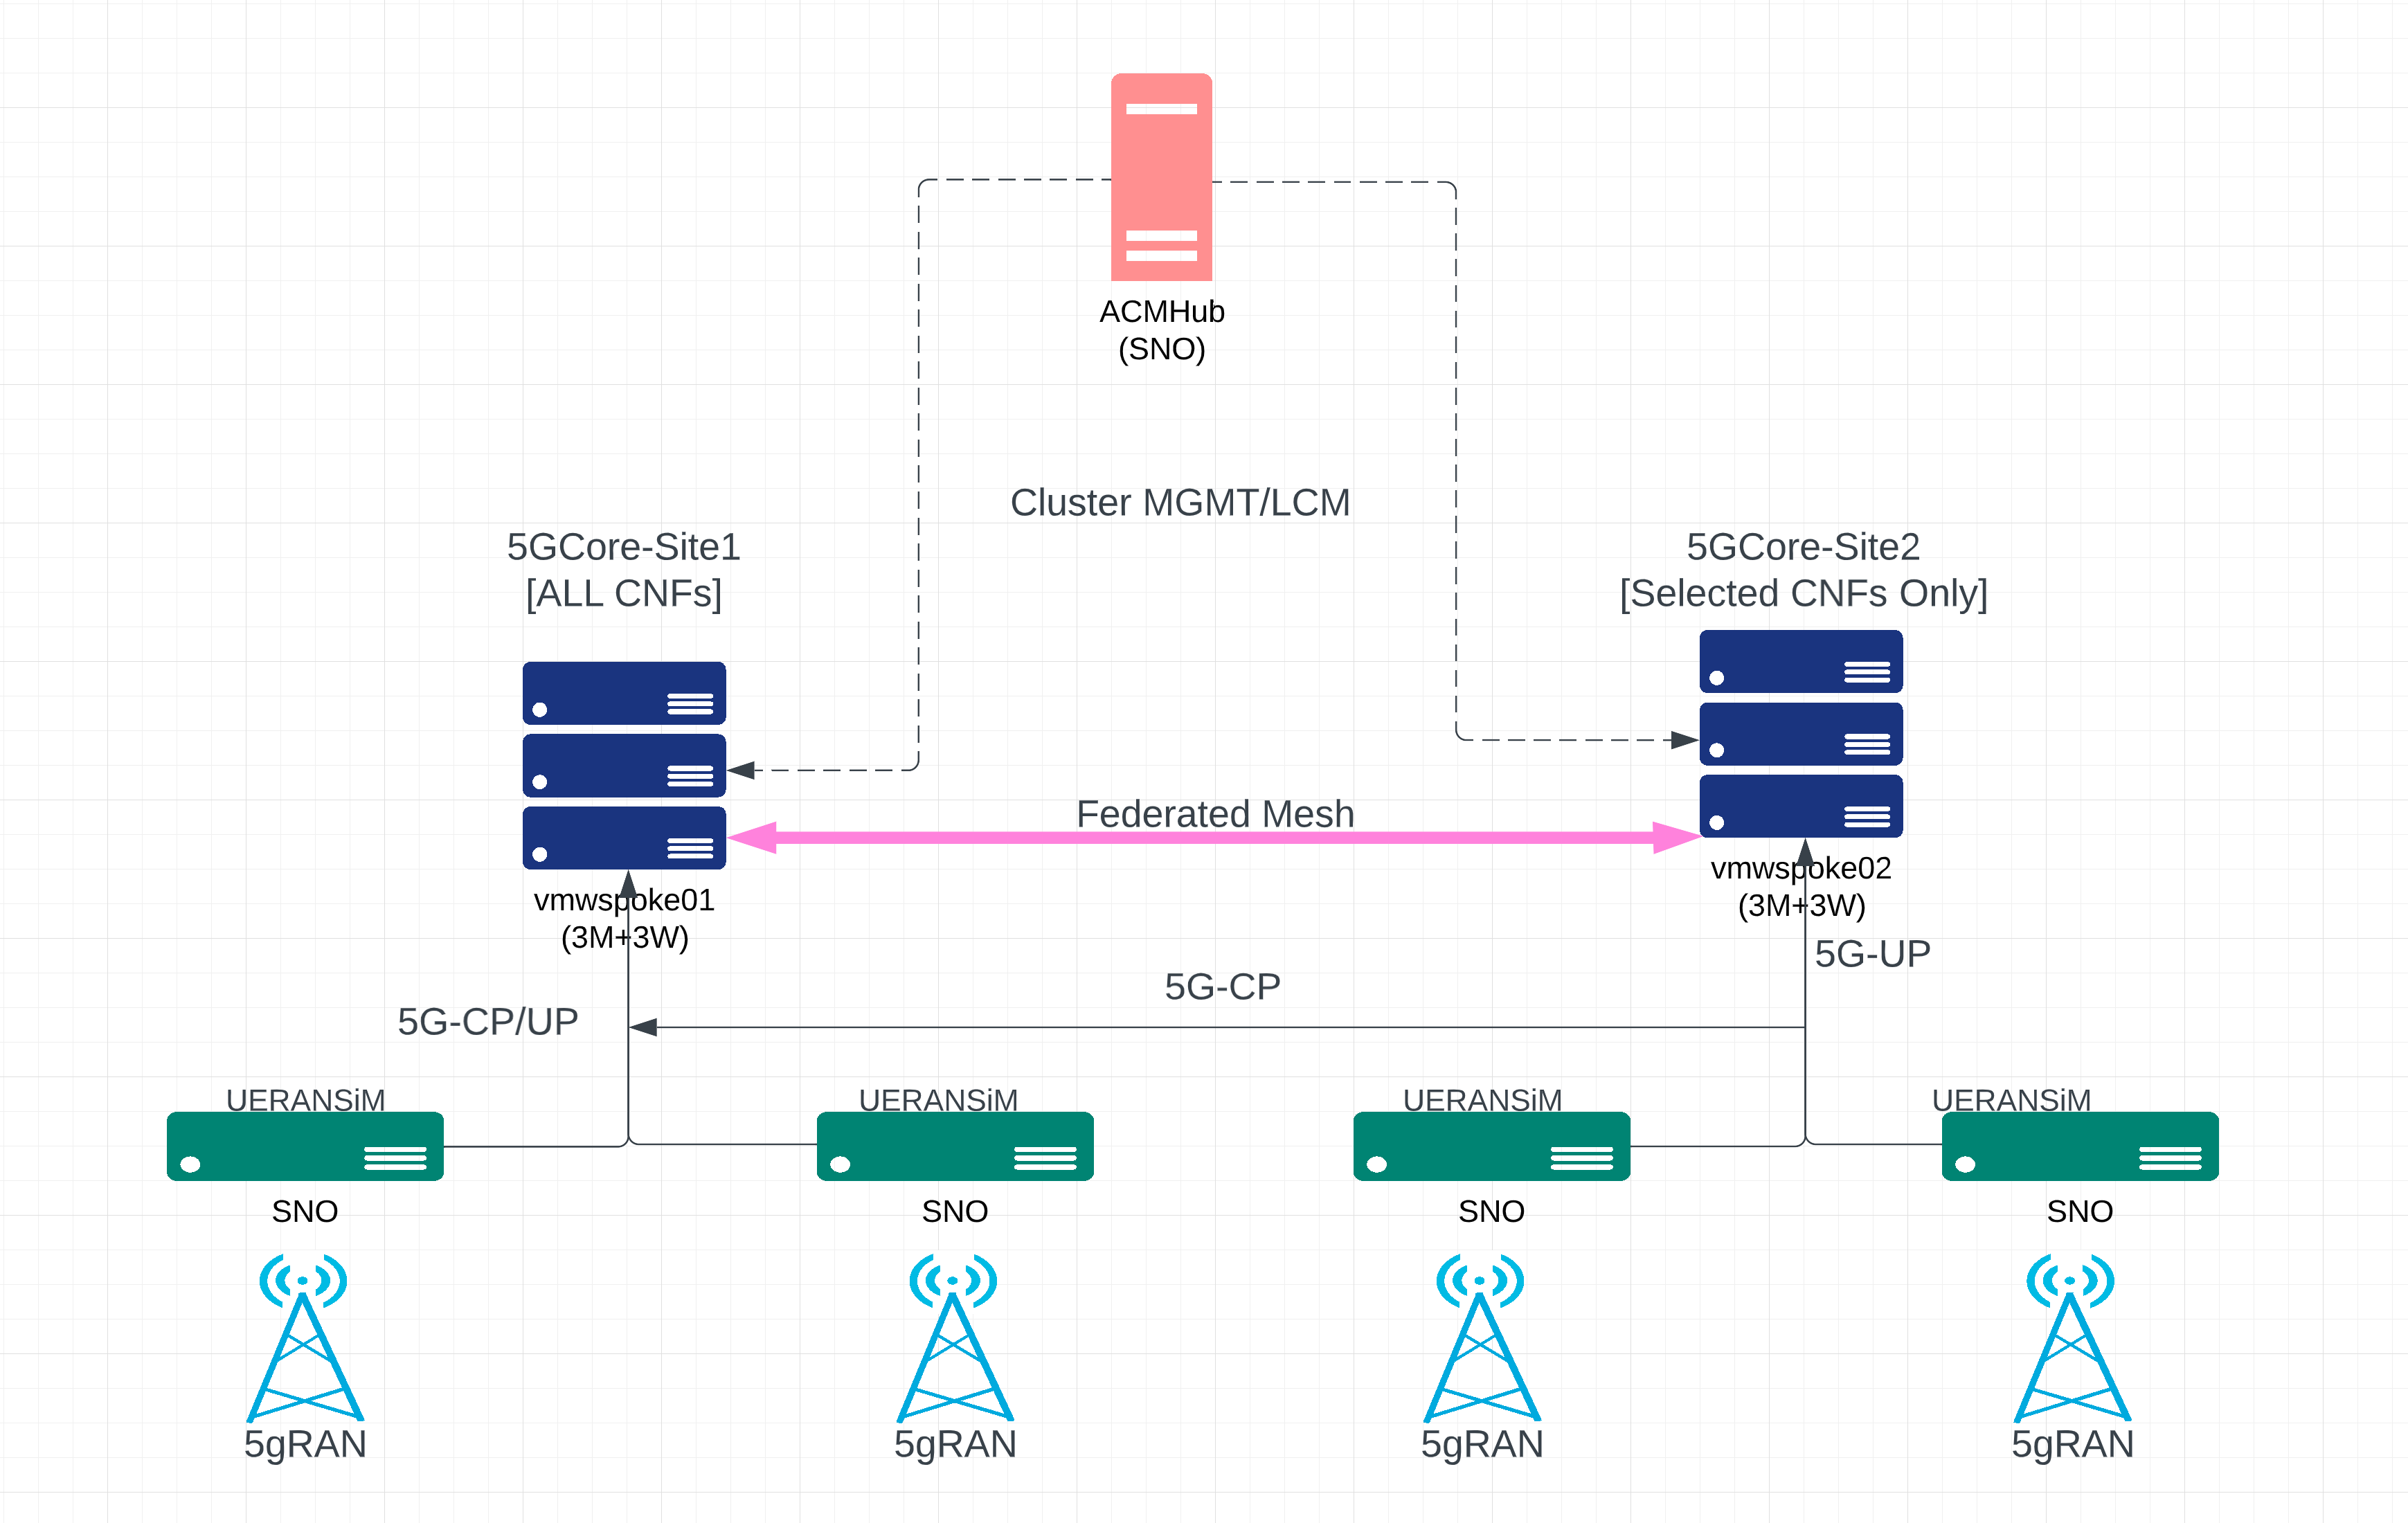 ACMHub
(SNO)
Cluster MGMT/LCM
5GCore-Site1
[ALL CNFs]
5GCore-Site2
[Selected CNFs Only]
Federated Mesh
vmwspoke01
(3M+3W)
vmwspoke02
(3M+3W)
5G-UP
5G-CP
5G-CP/UP
UERANSiM
UERANSiM
UERANSiM
UERANSiM
SNO
SNO
SNO
SNO
5gRAN
5gRAN
5gRAN
5gRAN